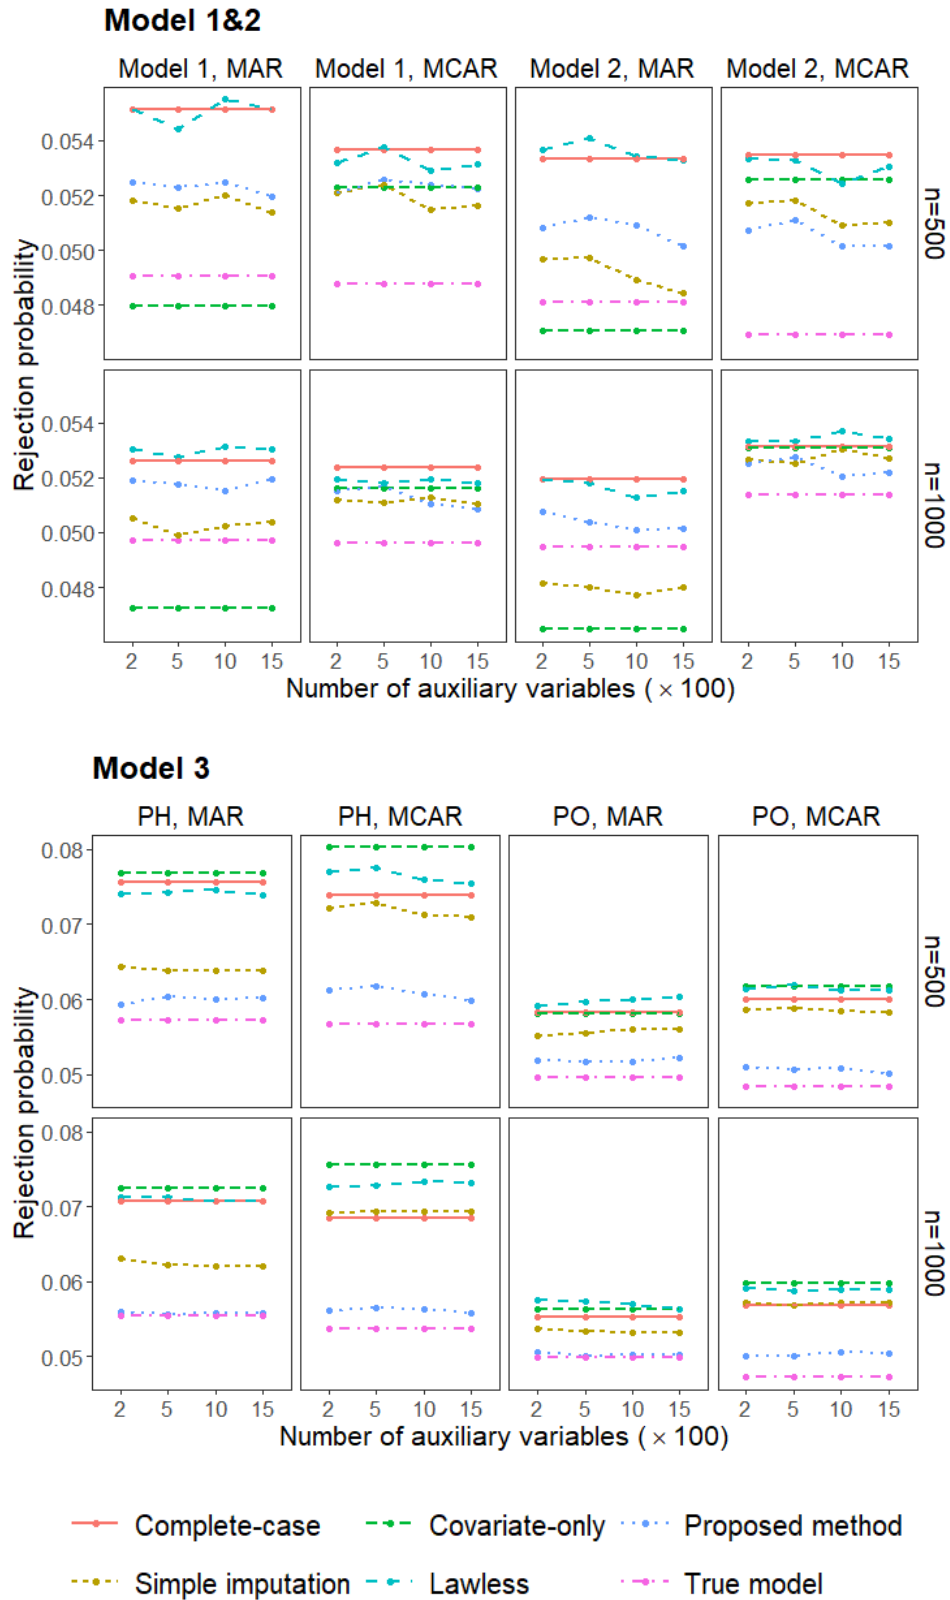 Model 1&2
Model 1, MAR
Model 1, MCAR
Model 2, MAR
Model 2, MCAR
0.054
0.052
0.050
0.048
n=500
Rejection probability
0.054
0.052
0.050
0.048
n=1000
2 5 10 15
2 5 10 15
2 5 10 15
2 5 10 15
Number of auxiliary variables ( × 100)
Model 3
PH, MAR
PH, MCAR
PO, MAR
PO, MCAR
0.08
0.07
0.06
0.05
n=500
Rejection probability
0.08
0.07
0.06
0.05
n=1000
2 5 10 15
2 5 10 15
2 5 10 15
2 5 10 15
Number of auxiliary variables ( × 100)
Complete-case
Covariate-only
Proposed method
Simple imputation
Lawless
True model